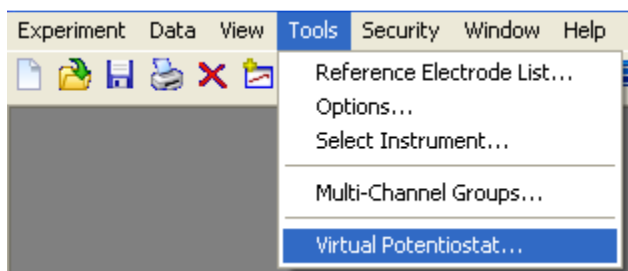 Experiment Data View Tools Security Window Help
Reference Electrode List...
Options...
Select Instrument...
Multi-Channel Groups...
Virtual Potentiostat...